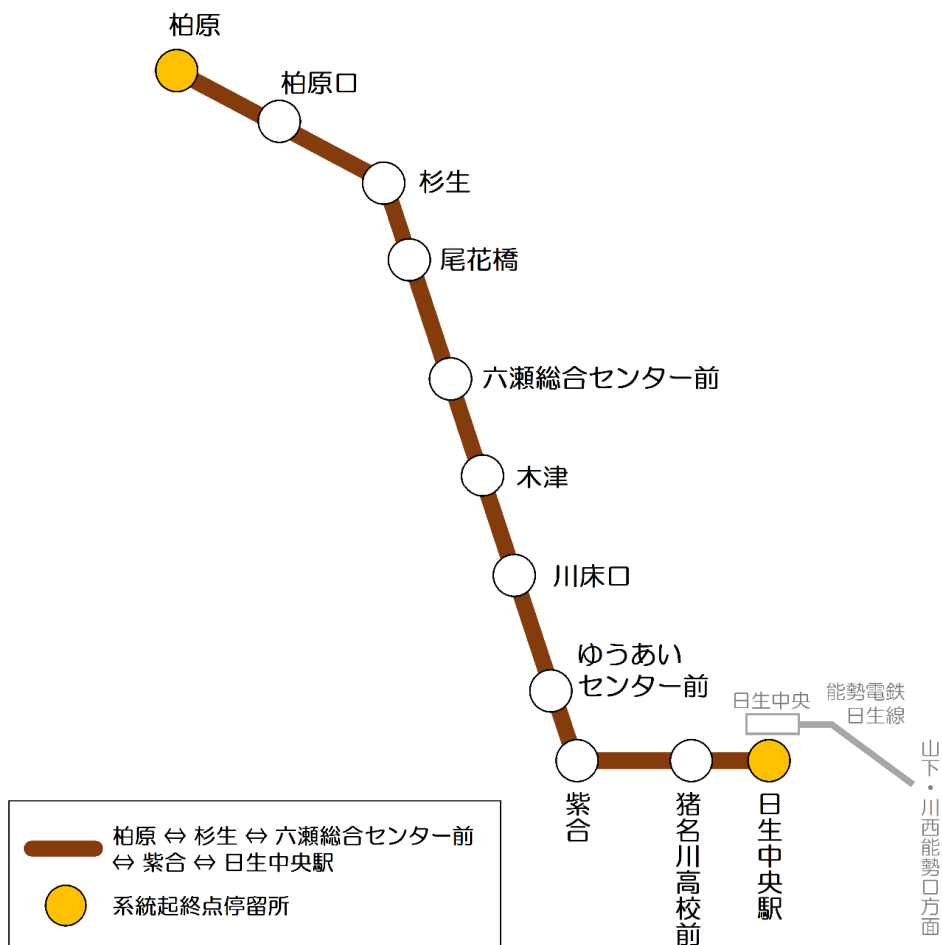 柏原
柏原口
杉生
尾花橋
六瀬総合センター前
木津
川床口
ゆうあい
センター前
紫合
猪名川高校前
日生中央駅
日生中央
能勢電鉄
日生線
山下・川西能勢口方面
柏原 ⇔ 杉生 ⇔ 六瀬総合センター前
⇔ 紫合 ⇔ 日生中央駅
系統起終点停留所